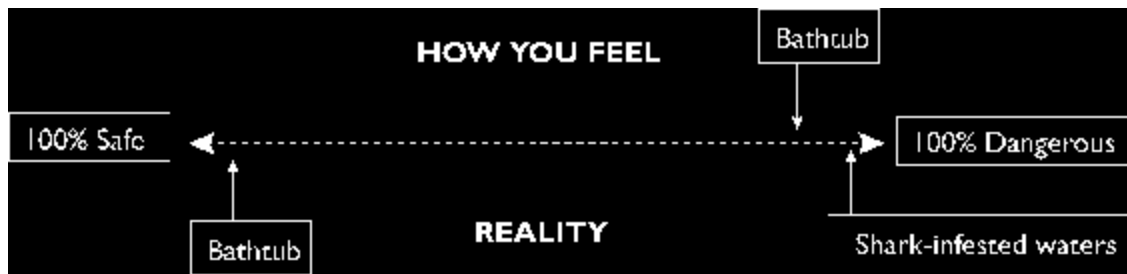 HOW YOU FEEL
Bathtub
100% Safe
100% Dangerous
Bathtub
REALITY
Shark-infested waters